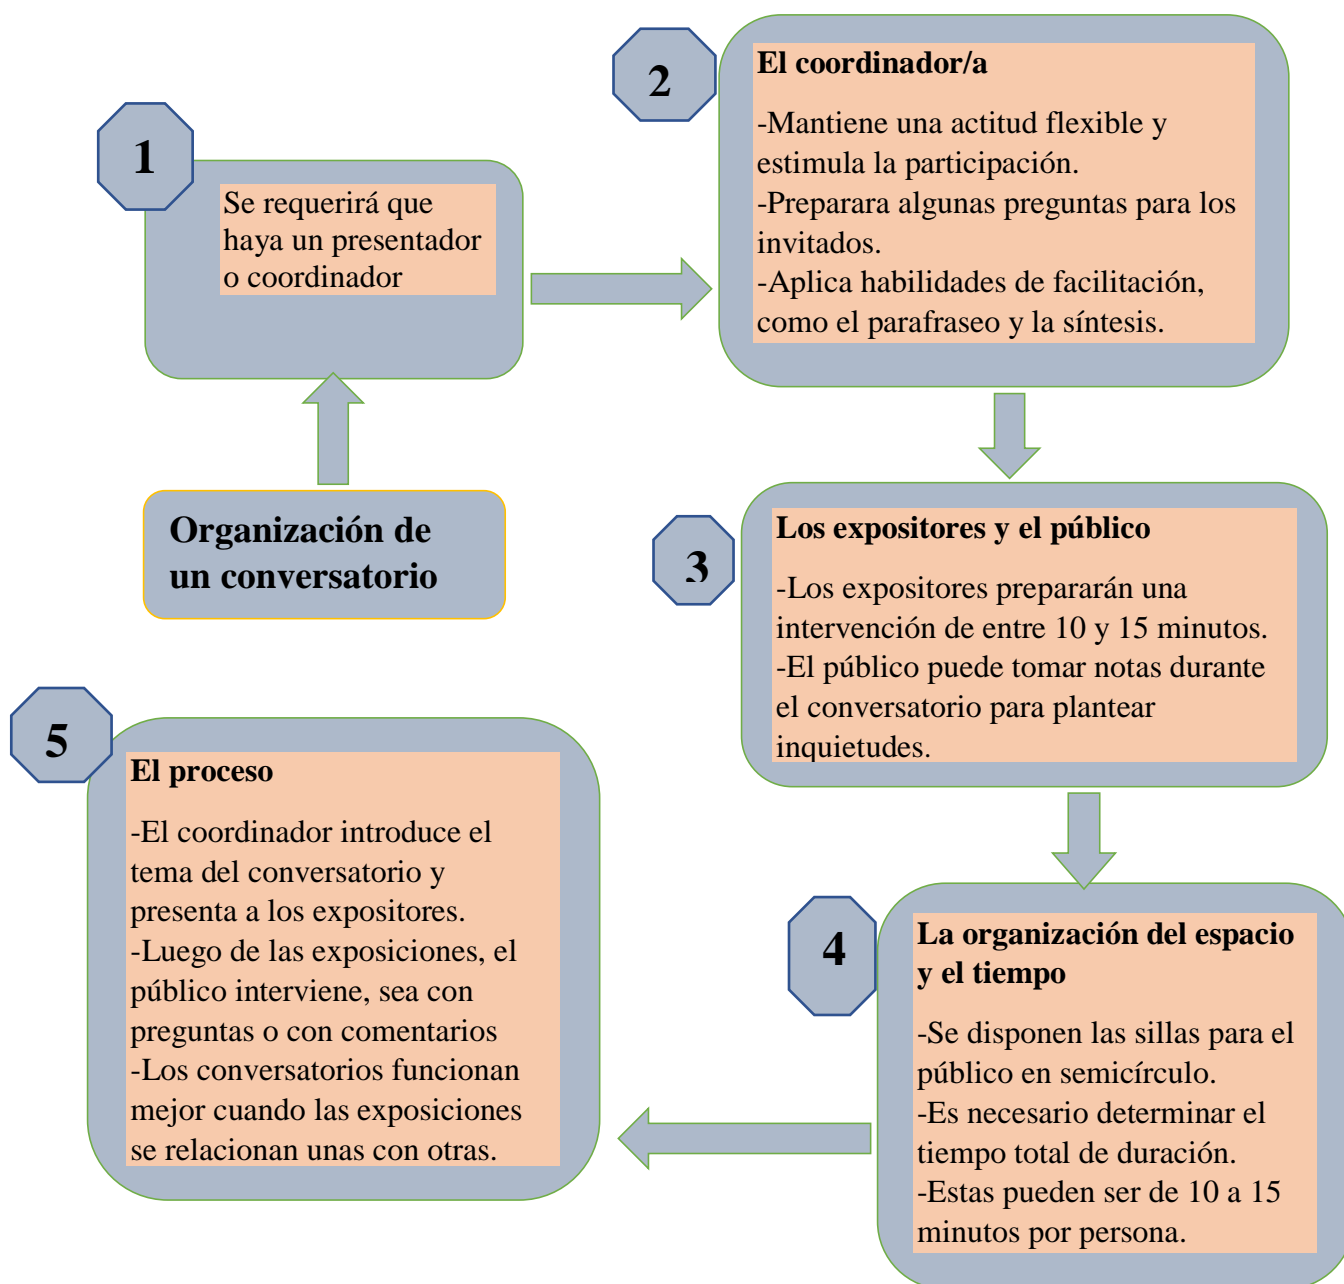 Organización de
un conversatorio
1
Se requerirá que
haya un presentador
o coordinador
2
El coordinador/a
-Mantiene una actitud flexible y
estimula la participación.
-Preparara algunas preguntas para los
invitados.
-Aplica habilidades de facilitación,
como el parafraseo y la síntesis.
3
Los expositores y el público
-Los expositores prepararán una
intervención de entre 10 y 15 minutos.
-El público puede tomar notas durante
el conversatorio para plantear
inquietudes.
4
La organización del espacio
y el tiempo
-Se disponen las sillas para el
público en semicírculo.
-Es necesario determinar el
tiempo total de duración.
-Estas pueden ser de 10 a 15
minutos por persona.
5
El proceso
-El coordinador introduce el
tema del conversatorio y
presenta a los expositores.
-Luego de las exposiciones, el
público interviene, sea con
preguntas o con comentarios
-Los conversatorios funcionan
mejor cuando las exposiciones
se relacionan unas con otras.